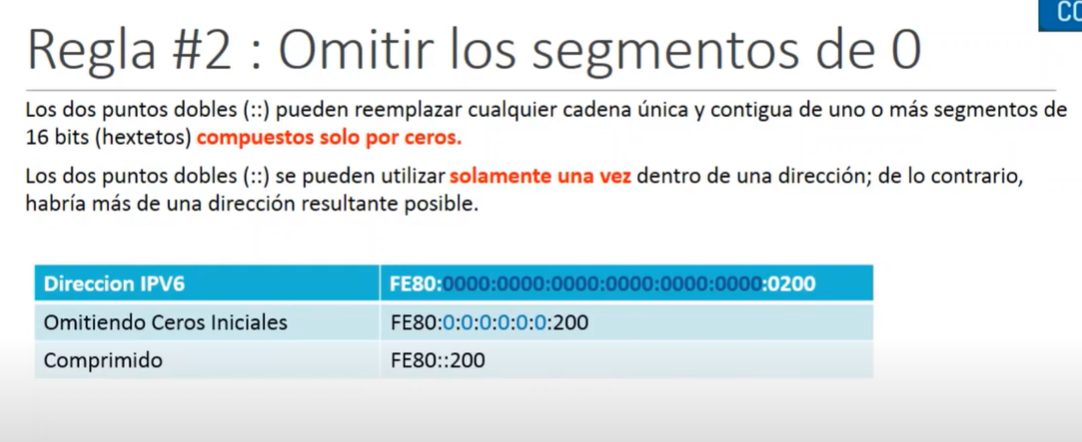 CC
Regla #2 : Omitir los segmentos de 0
Los dos puntos dobles (::) pueden reemplazar cualquier cadena única y contigua de uno o más segmentos de
16 bits (hextetos) compuestos solo por ceros.
Los dos puntos dobles (::) se pueden utilizar solamente una vez dentro de una dirección; de lo contrario,
habría más de una dirección resultante posible.
Direccion IPV6 FE80:0000:0000:0000:0000:0000:0000:0200
Omitiendo Ceros Iniciales FE80:0:0:0:0:0:0:200
Comprimido FE80::200